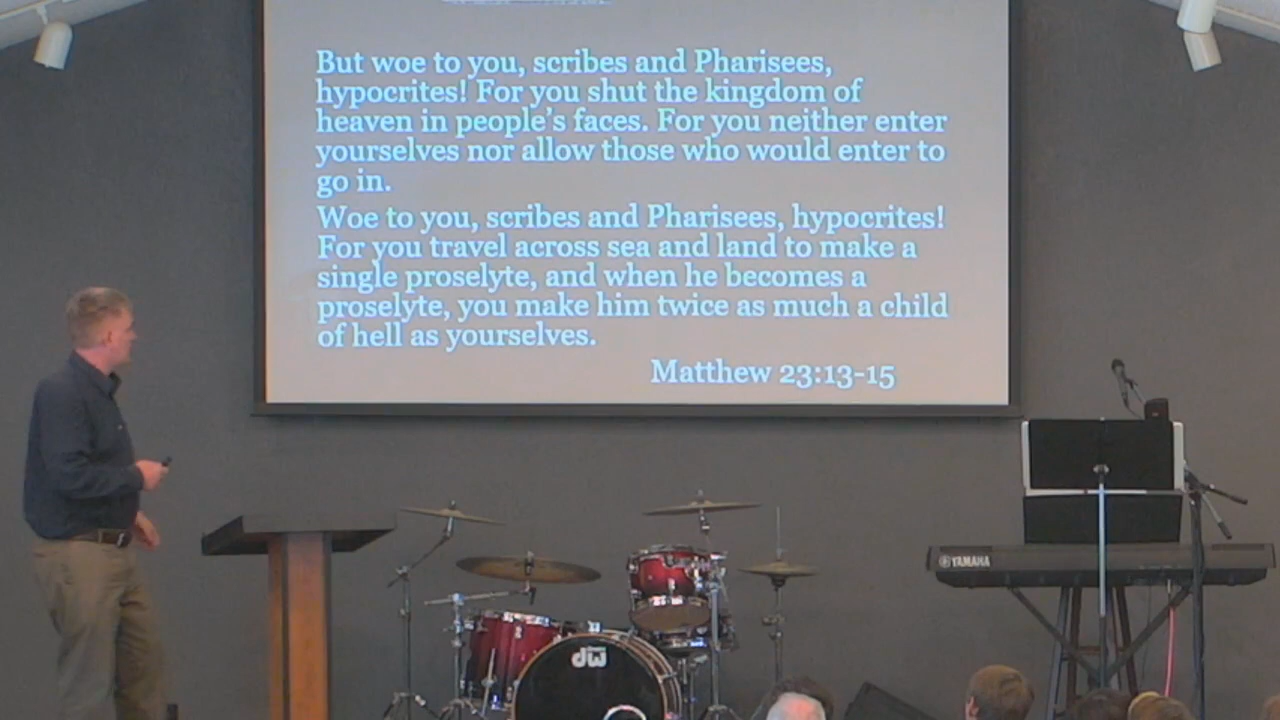 But woe to you, scribes and Pharisees,
hypocrites! For you shut the kingdom of
heaven in people's faces. For you neither enter
yourselves nor allow those who would enter to
go in.
Woe to you, scribes and Pharisees, hypocrites!
For you travel across sea and land to make a
single proselyte, and when he becomes a
proselyte, you make him twice as much a child
of hell as yourselves.
Matthew 23:13-15
YAMAHA
dw